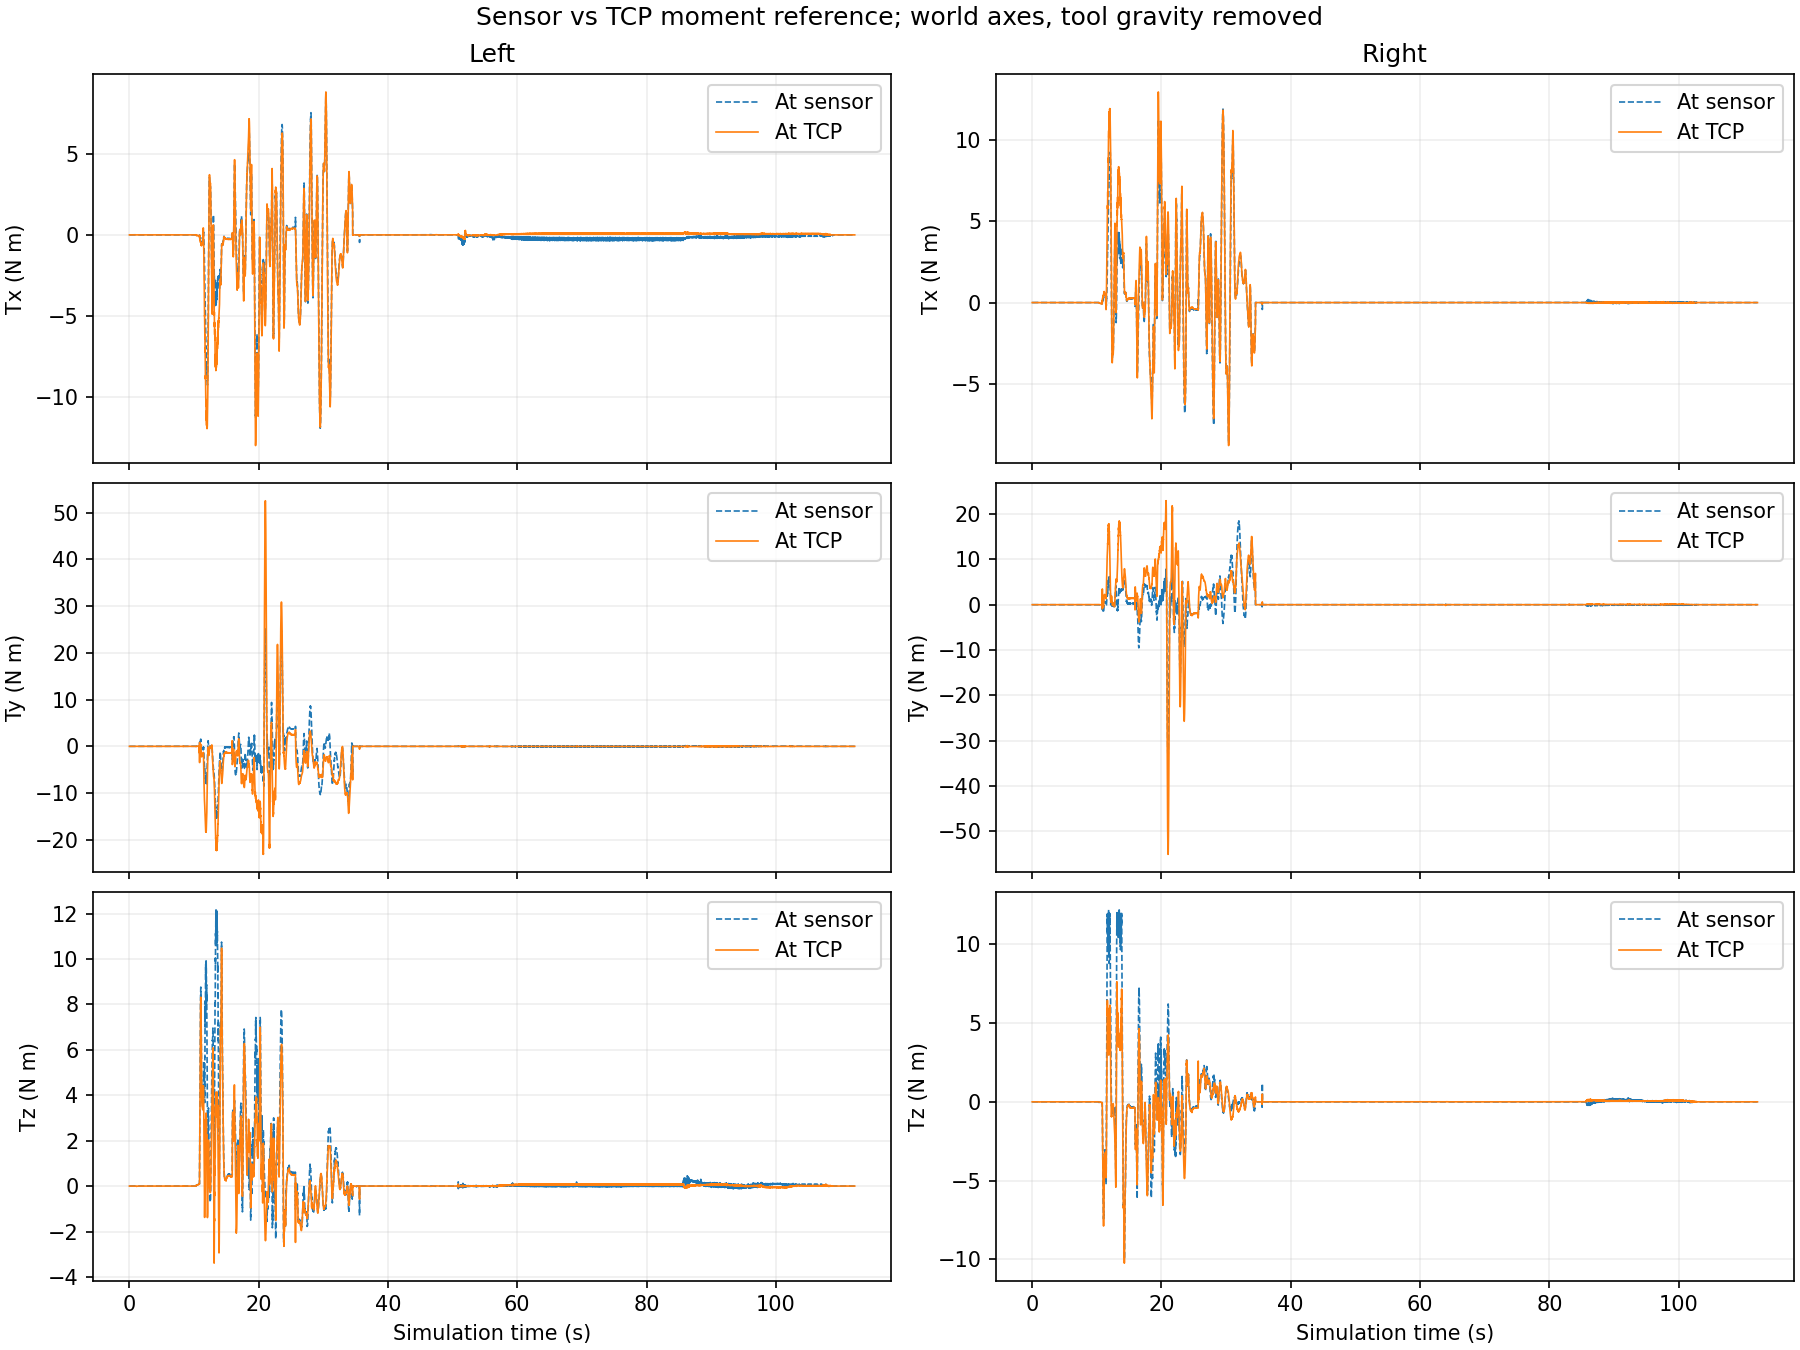 Sensor vs TCP moment reference; world axes, tool gravity removed
Left
Right
At sensor
At TCP
5
0
−5
−10
Tx (N m)
At sensor
At TCP
10
5
0
−5
Tx (N m)
At sensor
At TCP
50
40
30
20
10
0
−10
−20
Ty (N m)
At sensor
At TCP
20
10
0
−10
−20
−30
−40
−50
Ty (N m)
At sensor
At TCP
12
10
8
6
4
2
0
−2
−4
Tz (N m)
0 20 40 60 80 100
Simulation time (s)
At sensor
At TCP
10
5
0
−5
−10
Tz (N m)
0 20 40 60 80 100
Simulation time (s)